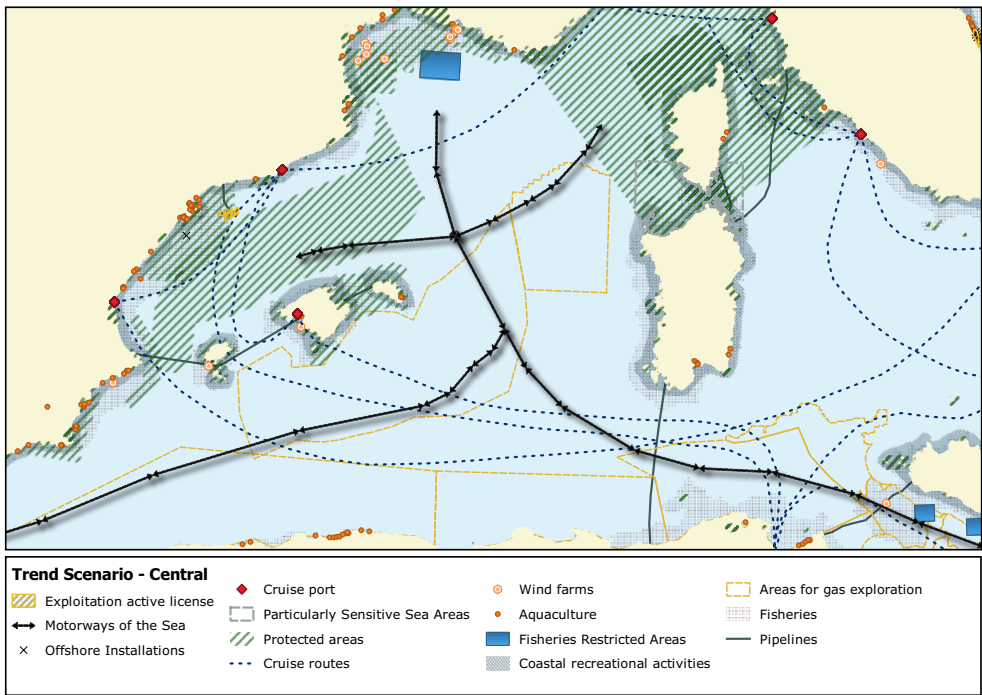 Trend Scenario - Central
Exploitation active license
Motorways of the Sea
Offshore Installations
Cruise port
Particularly Sensitive Sea Areas
Protected areas
Cruise routes
Wind farms
Aquaculture
Fisheries Restricted Areas
Coastal recreational activities
Areas for gas exploration
Fisheries
Pipelines